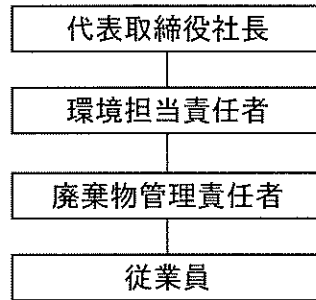 代表取締役社長
環境担当責任者
廃棄物管理責任者
従業員